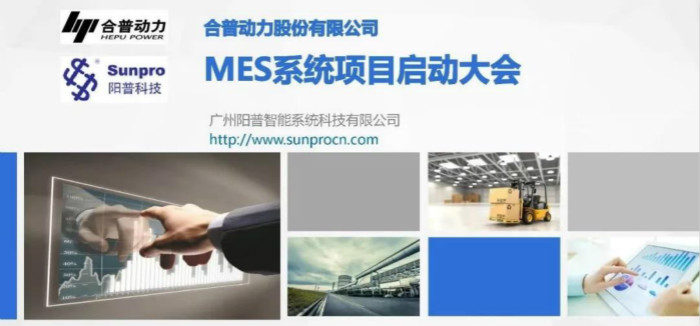 合普动力
HEPU POWER
合普动力股份有限公司
Sunpro
阳普科技
MES系统项目启动大会
广州阳普智能系统科技有限公司
http://www.sunprocn.com